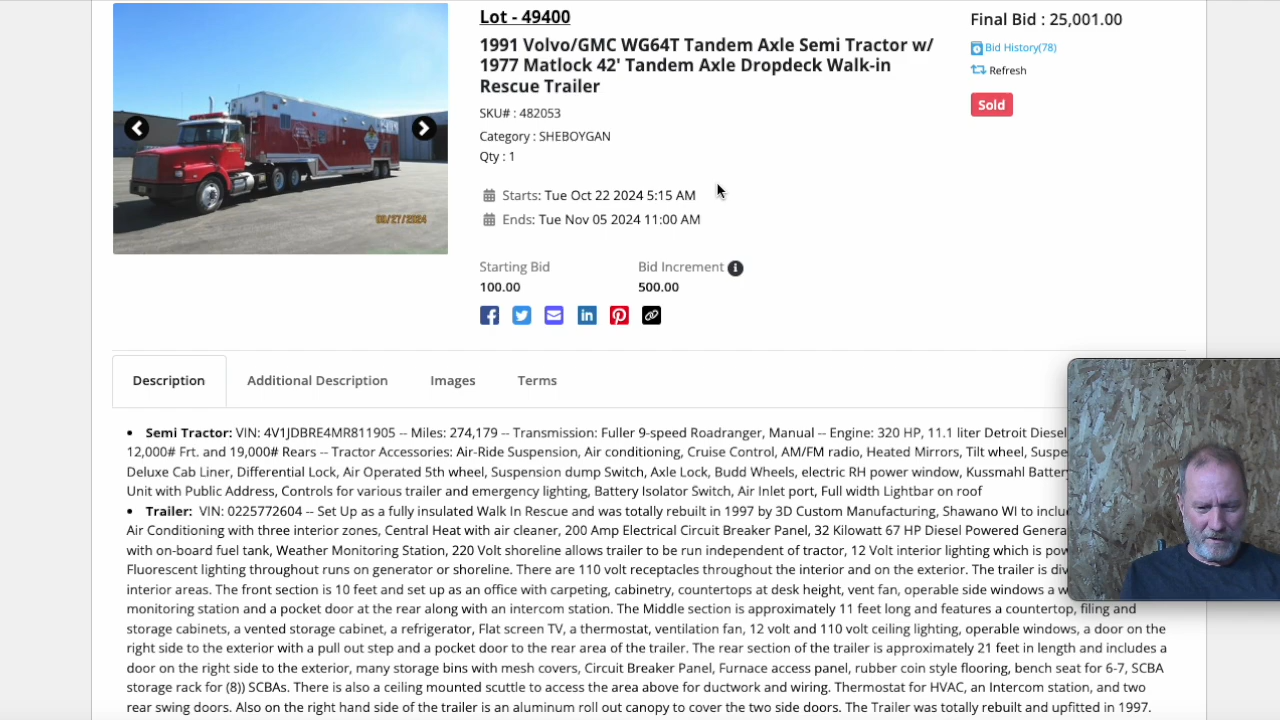 Lot - 49400
1991 Volvo/GMC WG64T Tandem Axle Semi Tractor w/
1977 Matlock 42' Tandem Axle Dropdeck Walk-in
Rescue Trailer
SKU# : 482053
Category : SHEBOYGAN
Qty : 1
Starts: Tue Oct 22 2024 5:15 AM
Ends: Tue Nov 05 2024 11:00 AM
Starting Bid
100.00
Bid Increment
500.00
Final Bid : 25,001.00
Bid History(78)
Refresh
Sold
08/27/2024
Description
Additional Description
Images
Terms
• Semi Tractor: VIN: 4V1JDBRE4MR811905 -- Miles: 274,179 -- Transmission: Fuller 9-speed Roadranger, Manual -- Engine: 320 HP, 11.1 liter Detroit Diesel
12,000# Frt. and 19,000# Rears -- Tractor Accessories: Air-Ride Suspension, Air conditioning, Cruise Control, AM/FM radio, Heated Mirrors, Tilt wheel,
Deluxe Cab Liner, Differential Lock, Air Operated 5th wheel, Suspension dump Switch, Axle Lock, Budd Wheels, electric RH power window, Kussmahl
Unit with Public Address, Controls for various trailer and emergency lighting, Battery Isolator Switch, Air Inlet port, Full width Lightbar on roof
• Trailer: VIN: 0225772604 -- Set Up as a fully insulated Walk In Rescue and was totally rebuilt in 1997 by 3D Custom Manufacturing, Shawano WI to
Air Conditioning with three interior zones, Central Heat with air cleaner, 200 Amp Electrical Circuit Breaker Panel, 32 Kilowatt 67 HP Diesel Powered
with on-board fuel tank, Weather Monitoring Station, 220 Volt shoreline allows trailer to be run independent of tractor, 12 Volt interior lighting which is
Fluorescent lighting throughout runs on generator or shoreline. There are 110 volt receptacles throughout the interior and on the exterior. The trailer is
interior areas. The front section is 10 feet and set up as an office with carpeting, cabinetry, countertops at desk height, vent fan, operable side windows a
monitoring station and a pocket door at the rear along with an intercom station. The Middle section is approximately 11 feet long and features a countertop, filing and
storage cabinets, a vented storage cabinet, a refrigerator, Flat screen TV, a thermostat, ventilation fan, 12 volt and 110 volt ceiling lighting, operable windows, a door on the
right side to the exterior with a pull out step and a pocket door to the rear area of the trailer. The rear section of the trailer is approximately 21 feet in length and includes a
door on the right side to the exterior, many storage bins with mesh covers, Circuit Breaker Panel, Furnace access panel, rubber coin style flooring, bench seat for 6-7, SCBA
storage rack for (8)) SCBAs. There is also a ceiling mounted scuttle to access the area above for ductwork and wiring. Thermostat for HVAC, an Intercom station, and two
rear swing doors. Also on the right hand side of the trailer is an aluminum roll out canopy to cover the two side doors. The Trailer was totally rebuilt and upfitted in 1997.